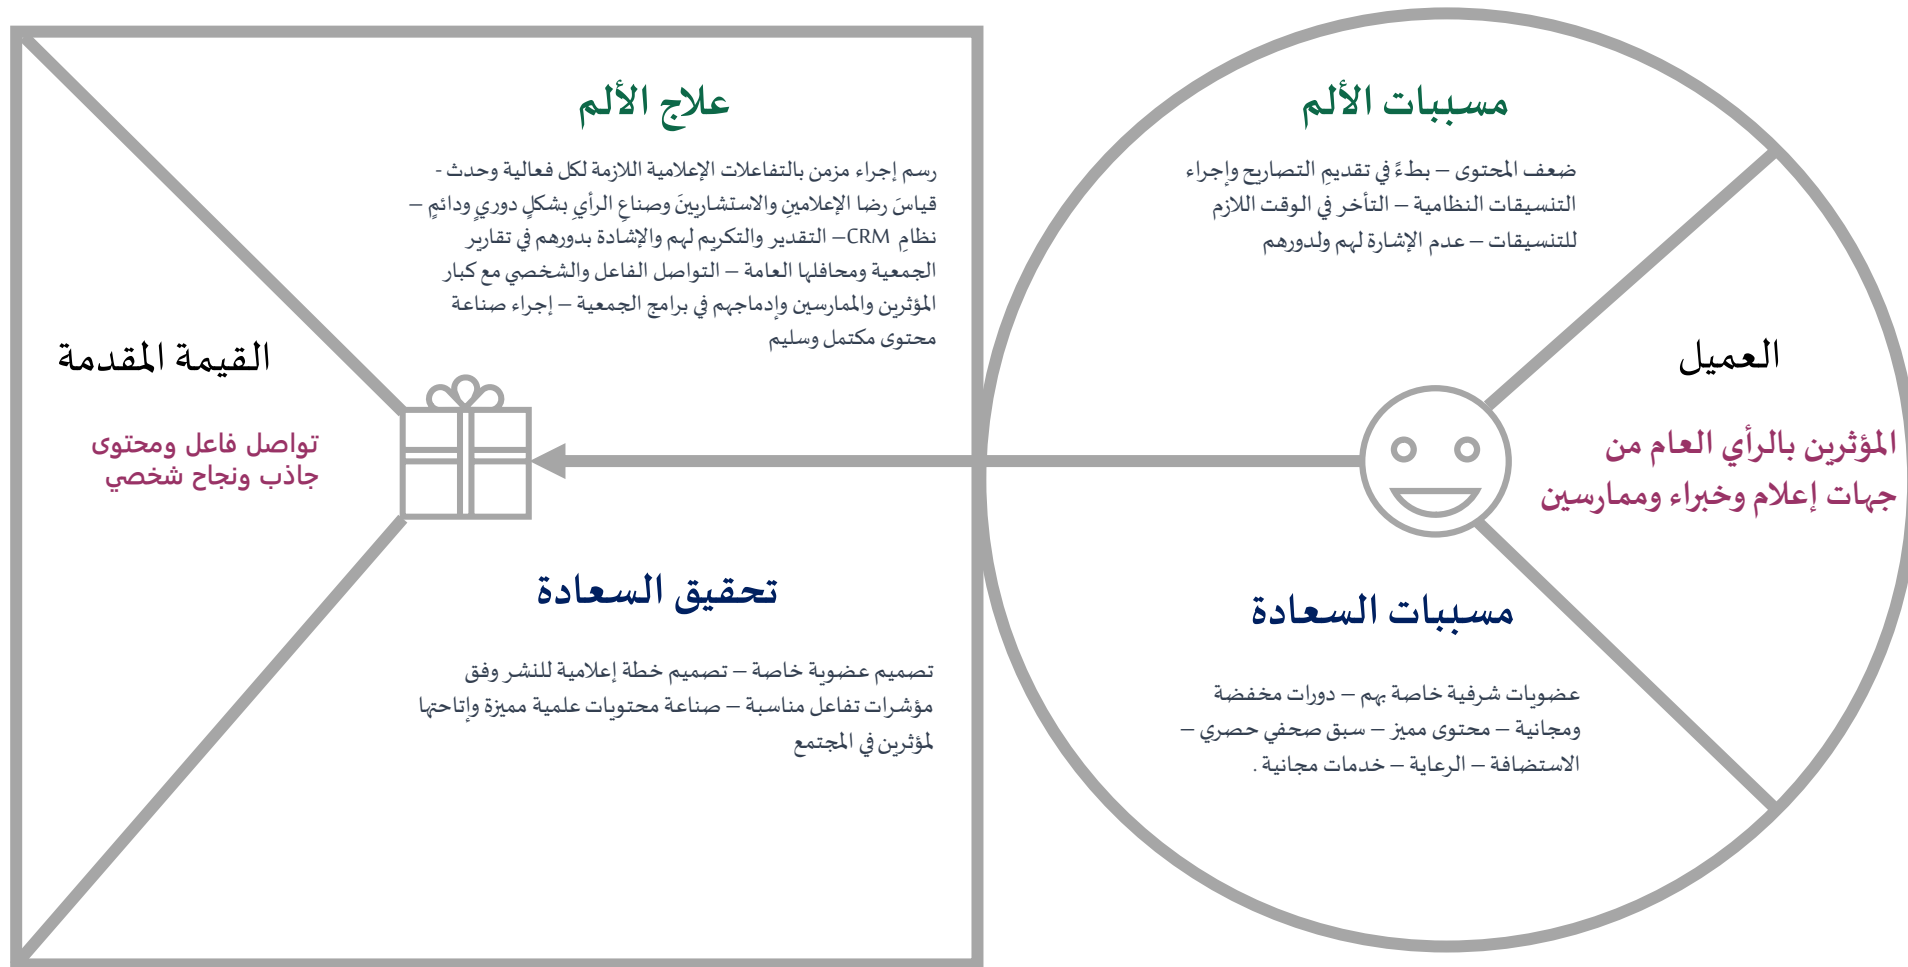 مسببات الألم
ضعف المحتوى – بطءً في تقديمِ التصاريح وإجراء
التنسيقات النظامية – التأخر في الوقت اللازم
للتنسيقات – عدم الإشارة لهم ولدورهم
العميل
المؤثرين بالرأي العام من
جهات إعلام وخبراء وممارسين
مسببات السعادة
عضويات شرفية خاصة بهم – دورات مخفضة
ومجانية – محتوى مميز – سبق صحفي حصري –
الاستضافة – الرعاية – خدمات مجانية .
علاج الألم
رسم إجراء مزمن بالتفاعلات الإعلامية اللازمة لكل فعالية وحدث -
قياسَ رضا الإعلامينِ والاستشاريينَ وصناعِ الرأيِ بشكلٍ دوريٍ ودائمٍ –
نظامِ CRM– التقدير والتكريم لهم والإشادة بدورهم في تقارير
الجمعية ومحافلها العامة – التواصل الفاعل والشخصي مع كبار
المؤثرين والممارسين وإدماجهم في برامج الجمعية – إجراء صناعة
محتوى مكتمل وسليم
القيمة المقدمة
تواصل فاعل ومحتوى
جاذب ونجاح شخصي
تحقيق السعادة
تصميم عضوية خاصة – تصميم خطة إعلامية للنشر وفق
مؤشرات تفاعل مناسبة – صناعة محتويات علمية مميزة وإتاحتها
لمؤثرين في المجتمع